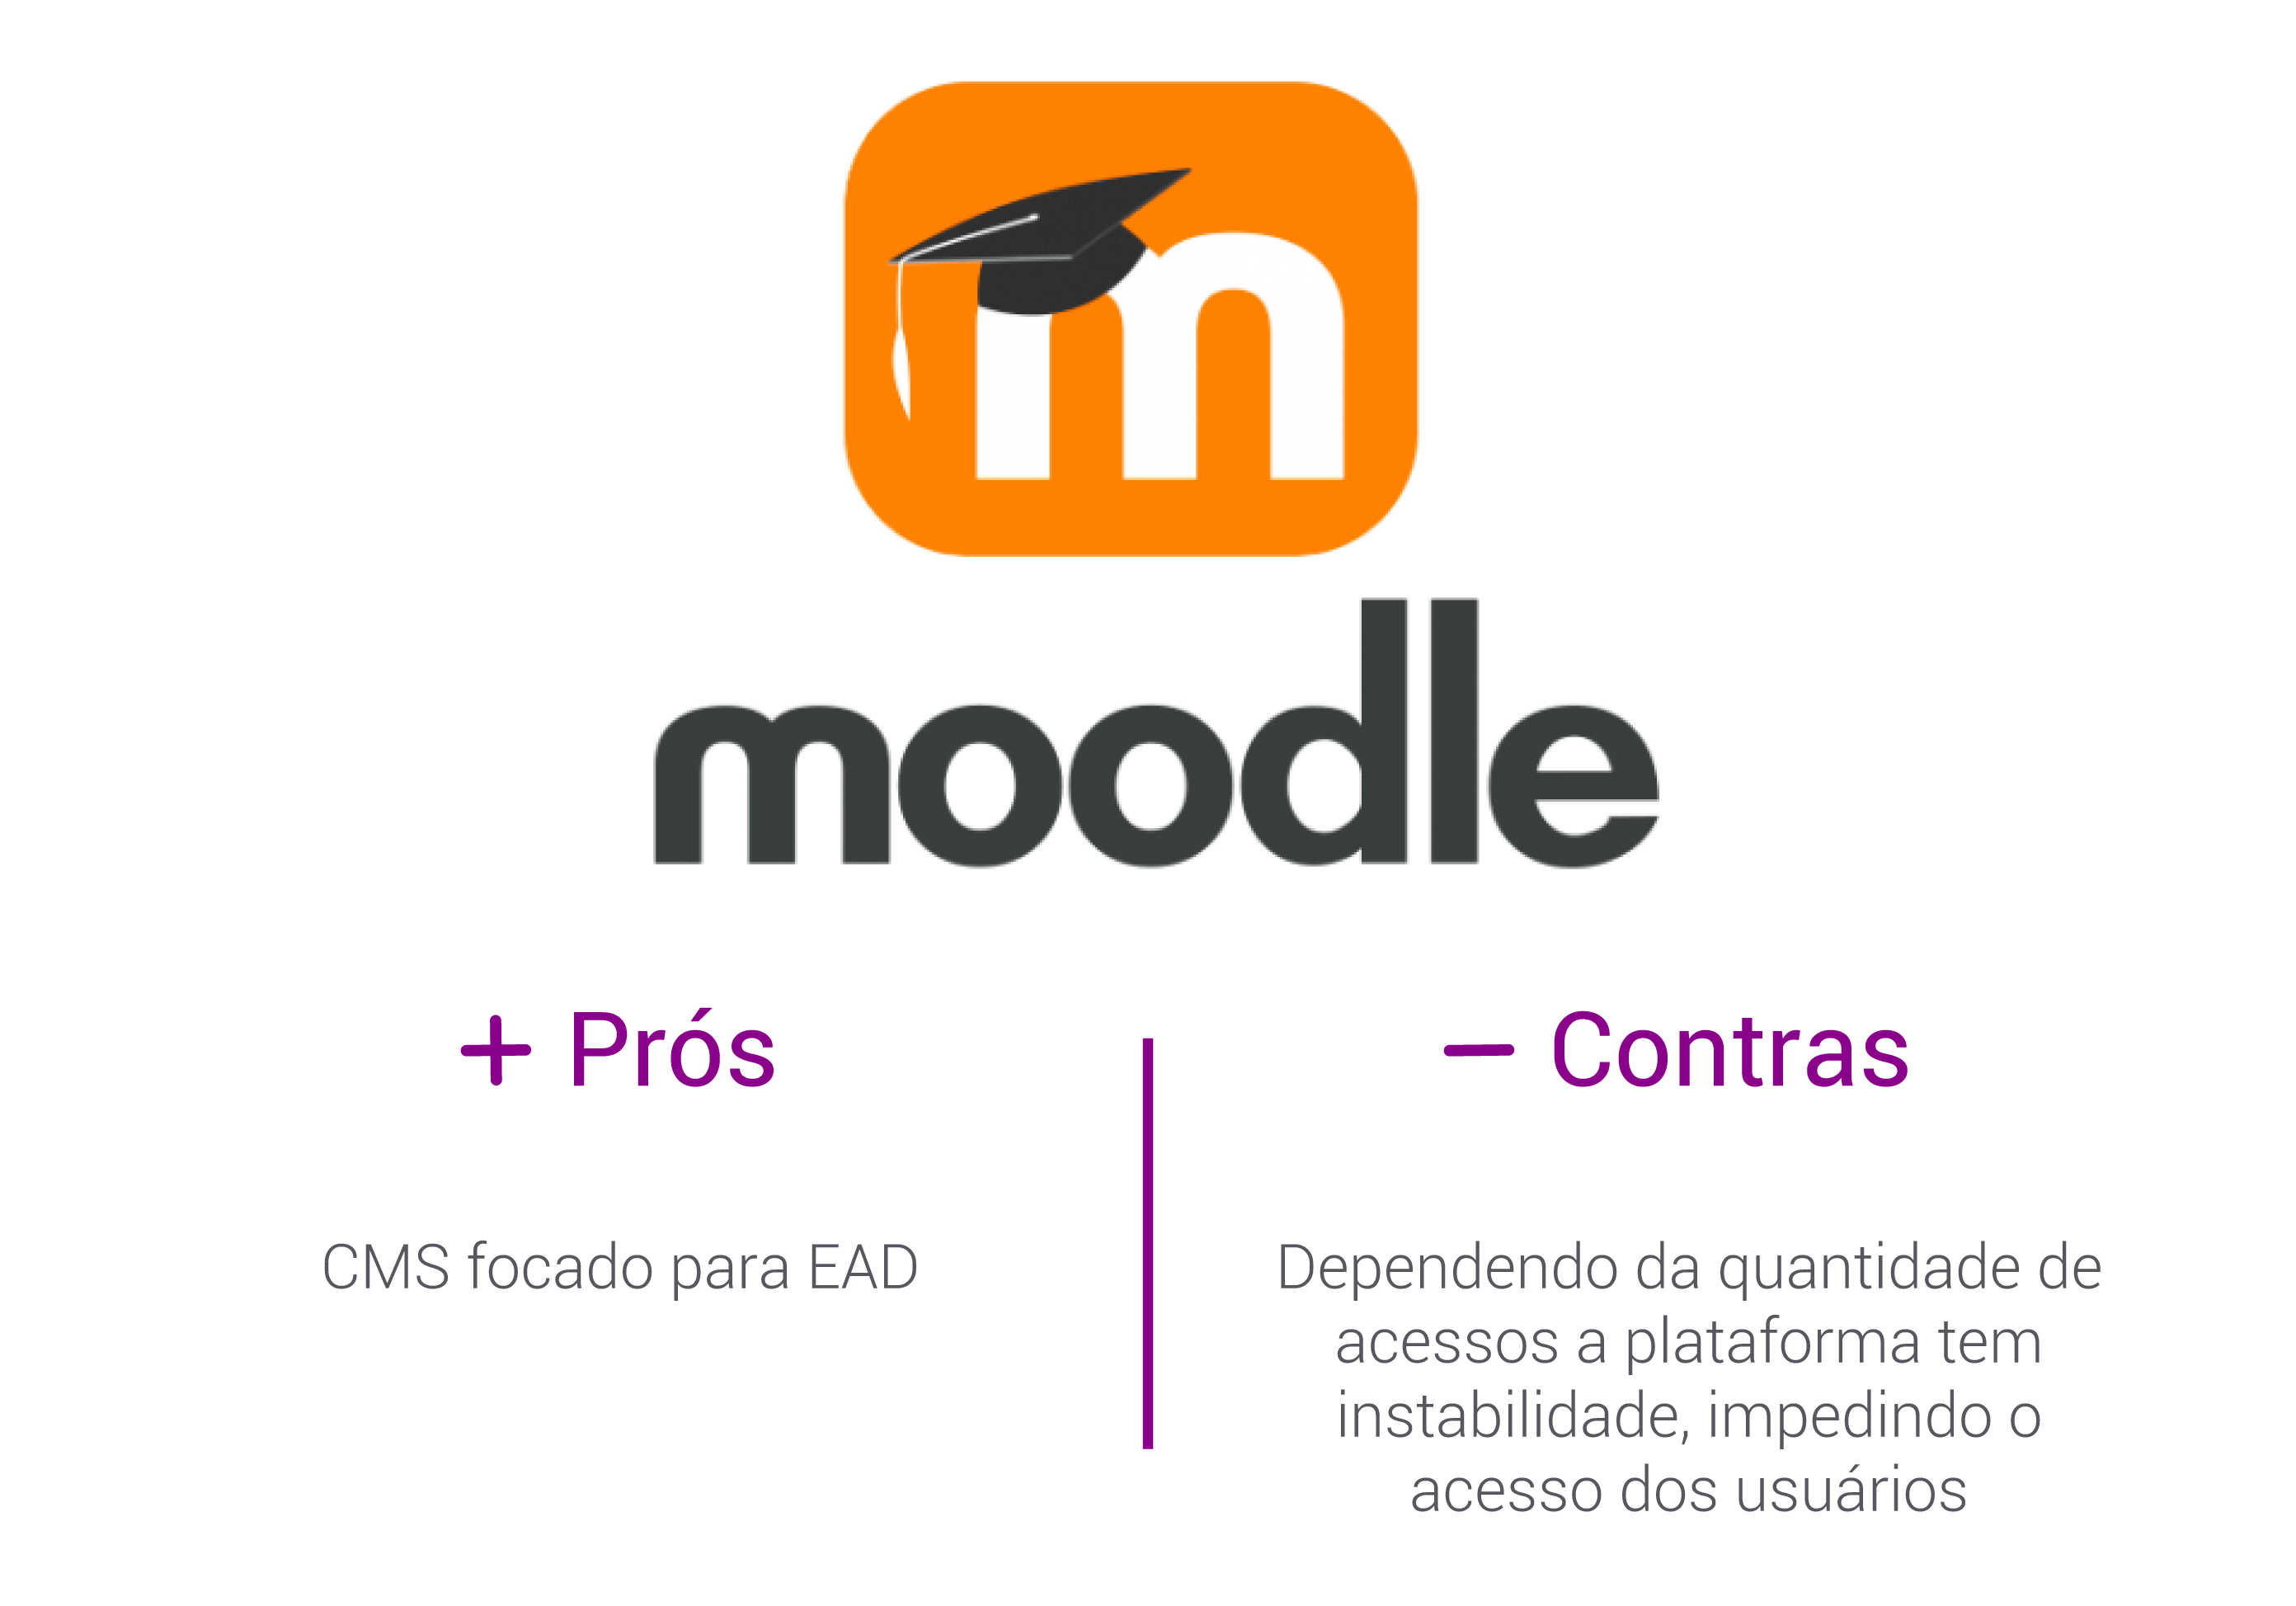 m
moodle
+ Prós
- Contras
CMS focado para EAD
Dependendo da quantidade de
acessos a plataforma tem
instabilidade, impedindo o
acesso dos usuários